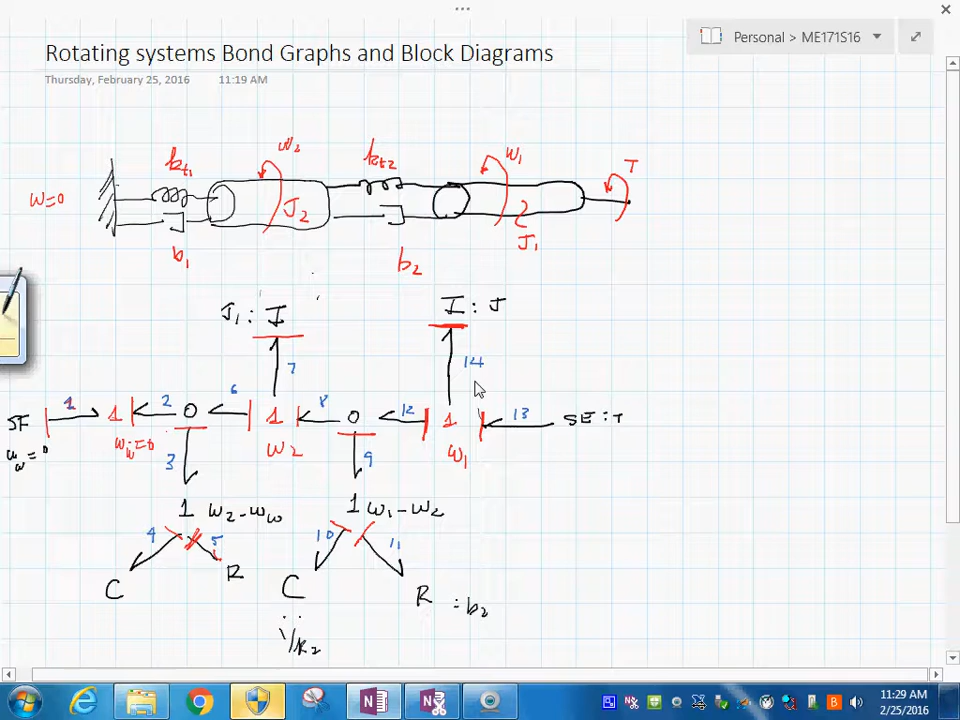 Personal > ME171S16
Rotating systems Bond Graphs and Block Diagrams
Thursday, February 25, 2016 11:19 AM
ω=0 kt1 ω2 kt2 ω1 T
J2
b1 b2 J1
J1 : I I : J
7 14
SF 1 1 2 0 6 1 8 0 12 1 13 SE : T
ωw=0 ωw=0 ω2 ω1
3 9
1 ω2-ωw 1 ω1-ω2
4 5 10 11
C R C R : b2
: 1/k2
11:29 AM
2/25/2016